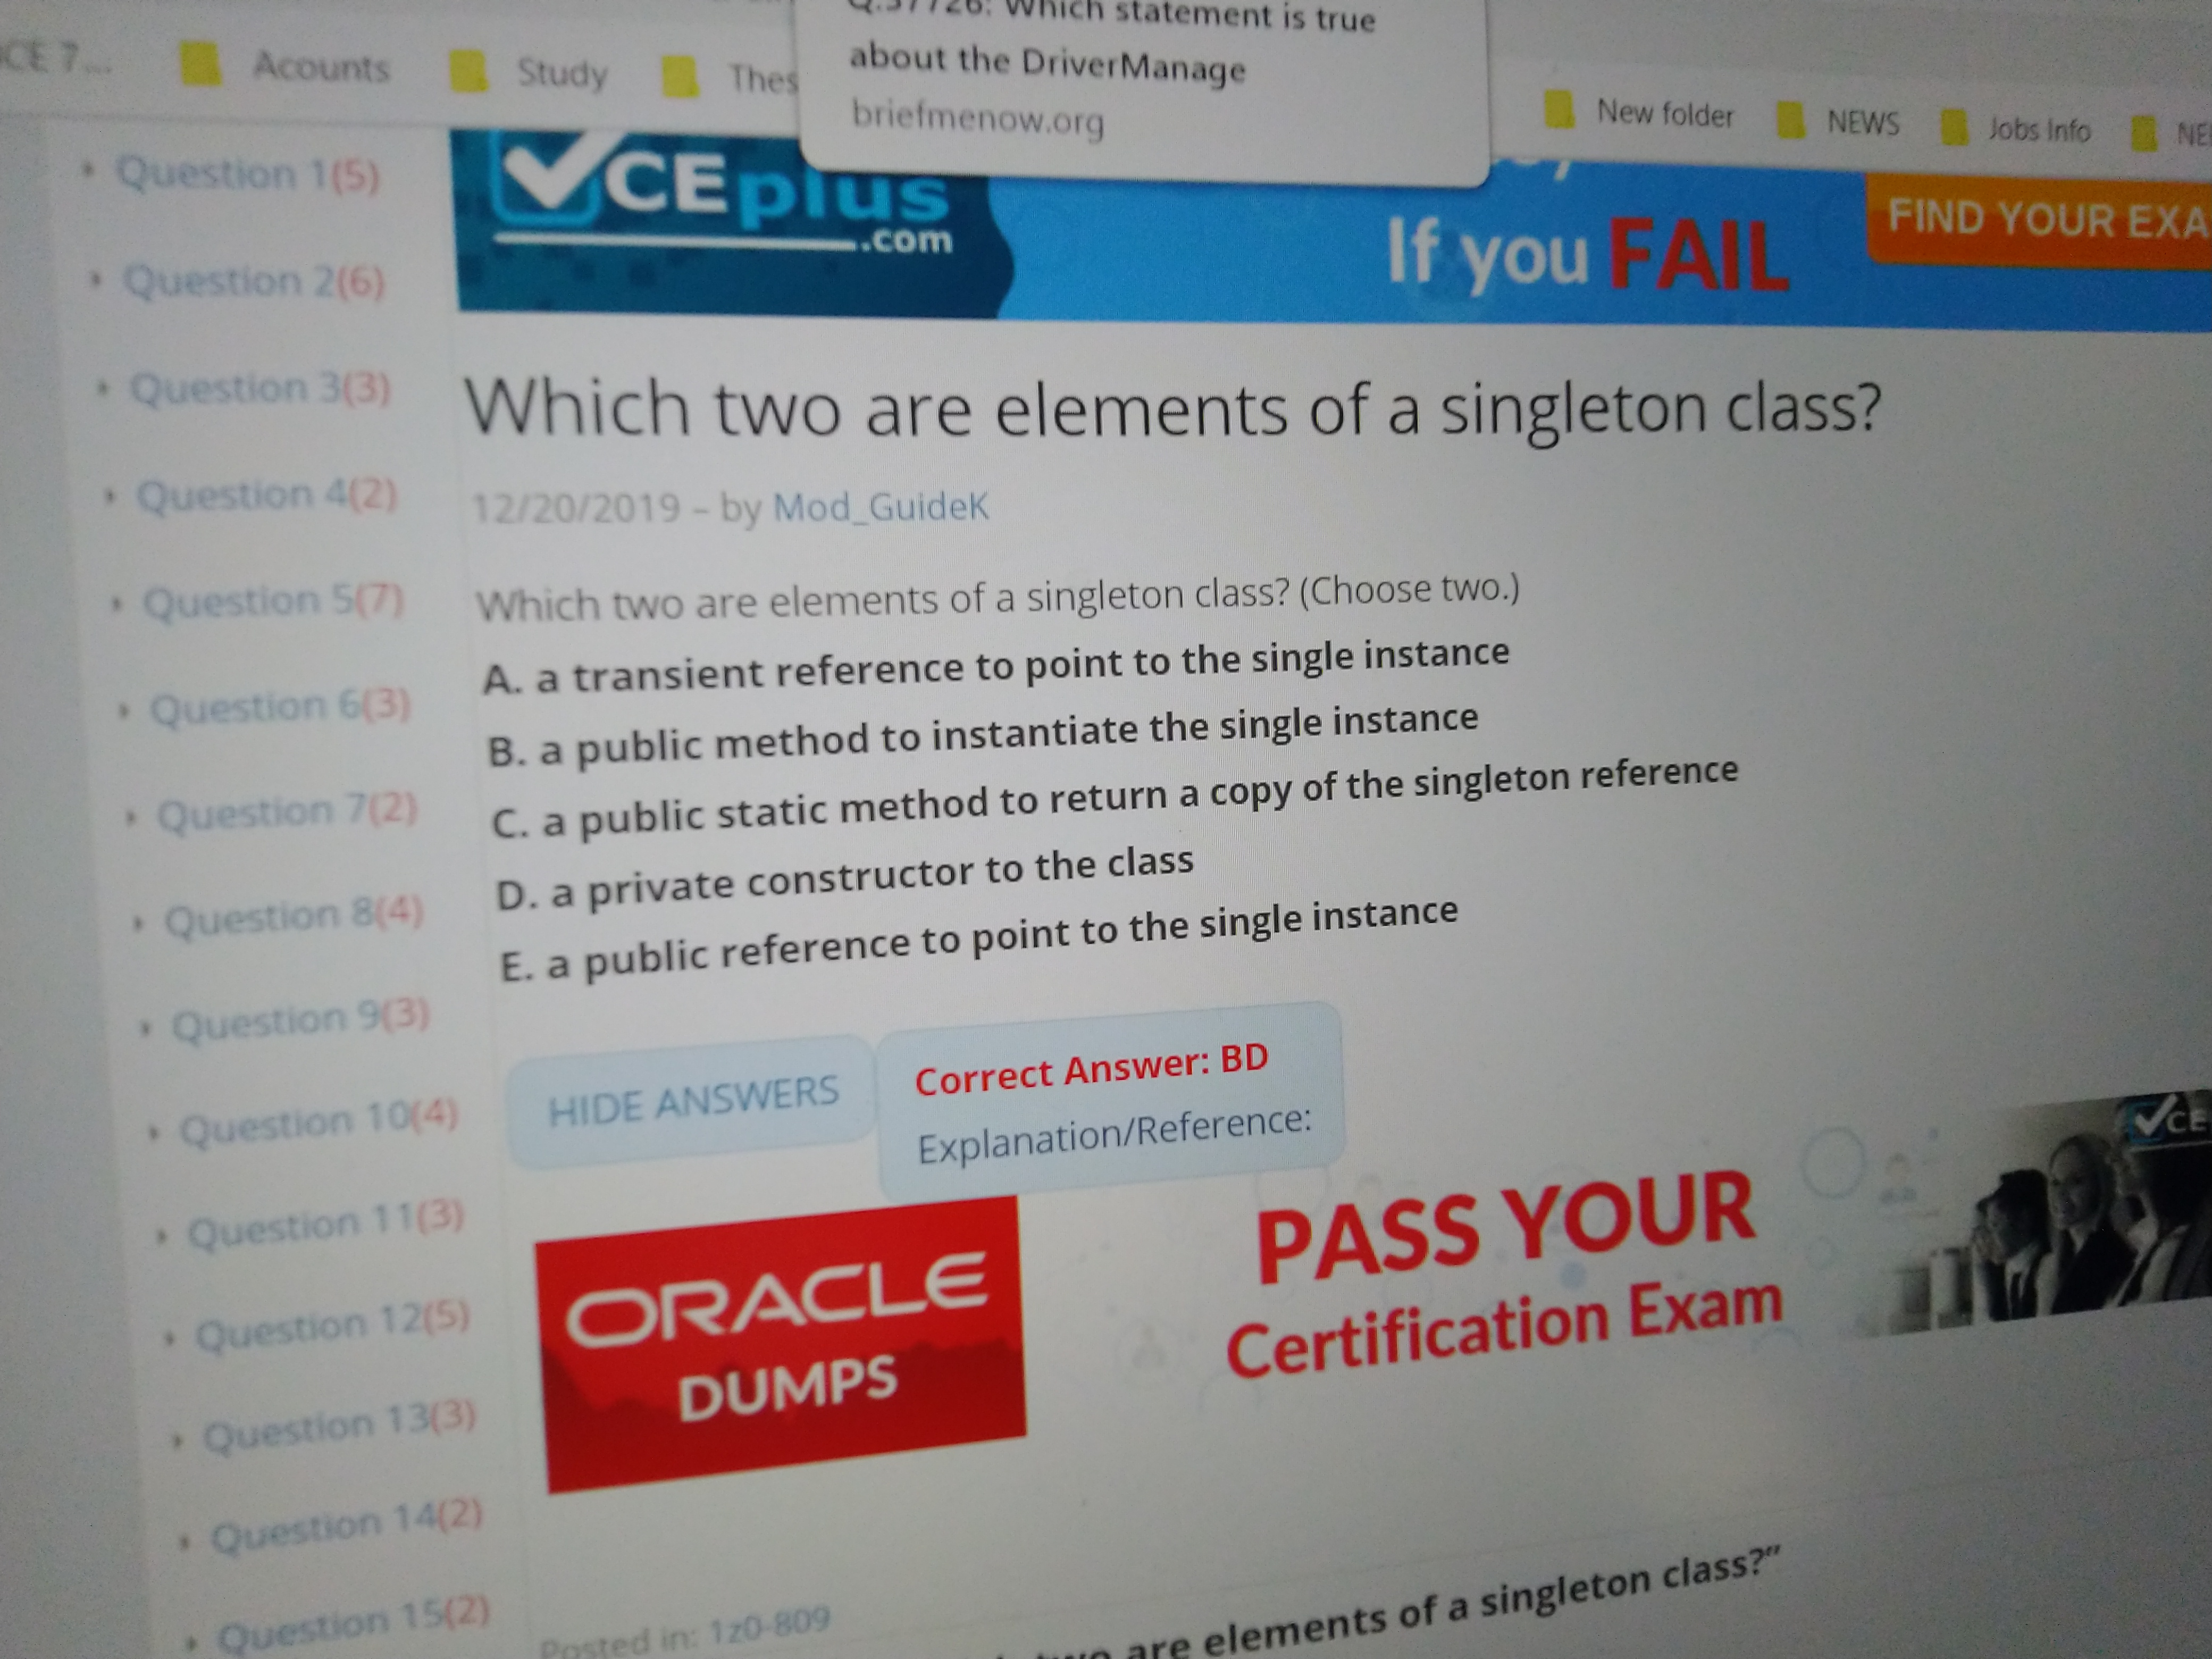 CE 7...
Acounts
Study
Thes
Which statement is true
about the DriverManage
briefmenow.org
New folder
NEWS
Jobs Info
NE
CEplus
.com
If you FAIL
FIND YOUR EXA
Question 1(5)
Question 2(6)
Question 3(3)
Question 4(2)
Question 5(7)
Question 6(3)
Question 7(2)
Question 8(4)
Question 9(3)
Question 10(4)
Question 11(3)
Question 12(5)
Question 13(3)
Question 14(2)
Question 15(2)
Which two are elements of a singleton class?
12/20/2019 – by Mod_GuideK
Which two are elements of a singleton class? (Choose two.)
A. a transient reference to point to the single instance
B. a public method to instantiate the single instance
C. a public static method to return a copy of the singleton reference
D. a private constructor to the class
E. a public reference to point to the single instance
HIDE ANSWERS
Correct Answer: BD
Explanation/Reference:
ORACLE
DUMPS
PASS YOUR
Certification Exam
CE
Posted in: 1z0-809
two are elements of a singleton class?”